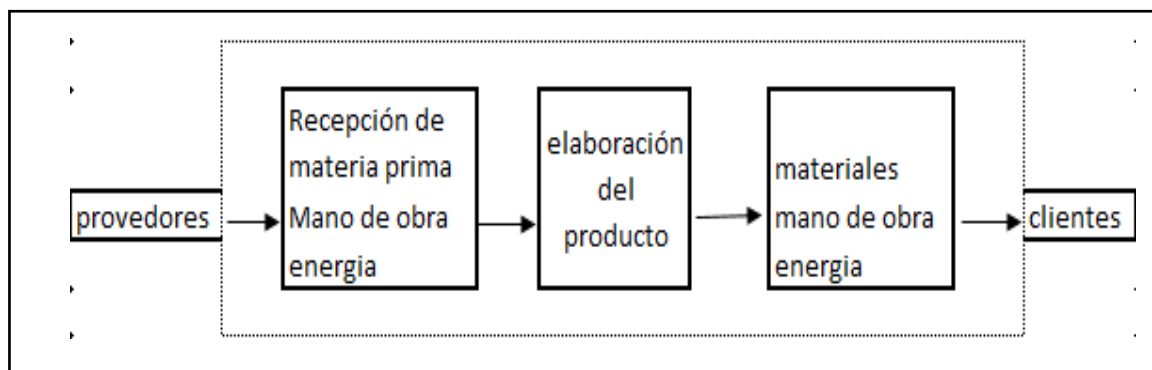 provedores
Recepción de
materia prima
Mano de obra
energia
elaboración
del
producto
materiales
mano de obra
energia
clientes